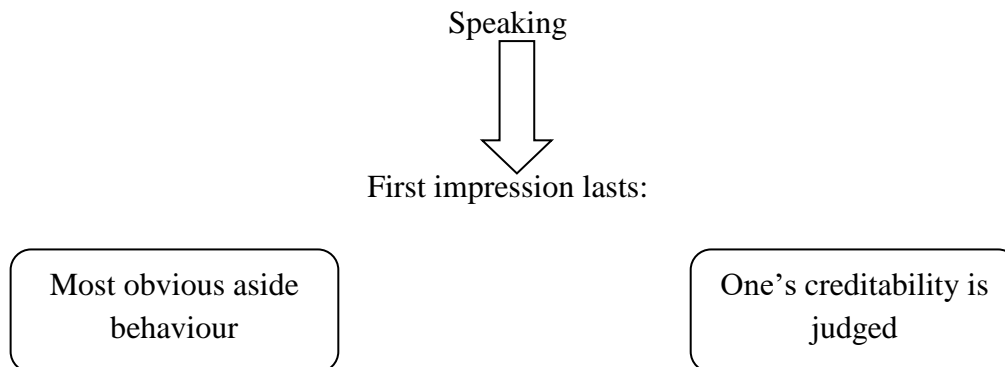 Speaking
First impression lasts:
Most obvious aside
behaviour
One's creditability is
judged